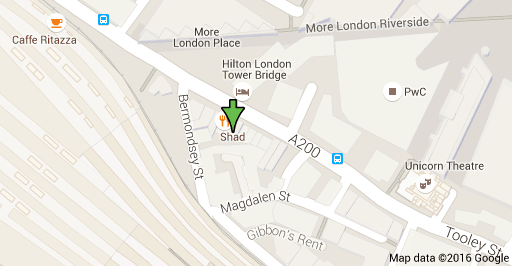 More London Riverside
More
London Place
Caffe Ritazza
Hilton London
Tower Bridge
PwC
Bermondsey St
Shad
A200
Unicorn Theatre
Magdalen St
Gibbon's Rent
Tooley St
Map data ©2016 Google